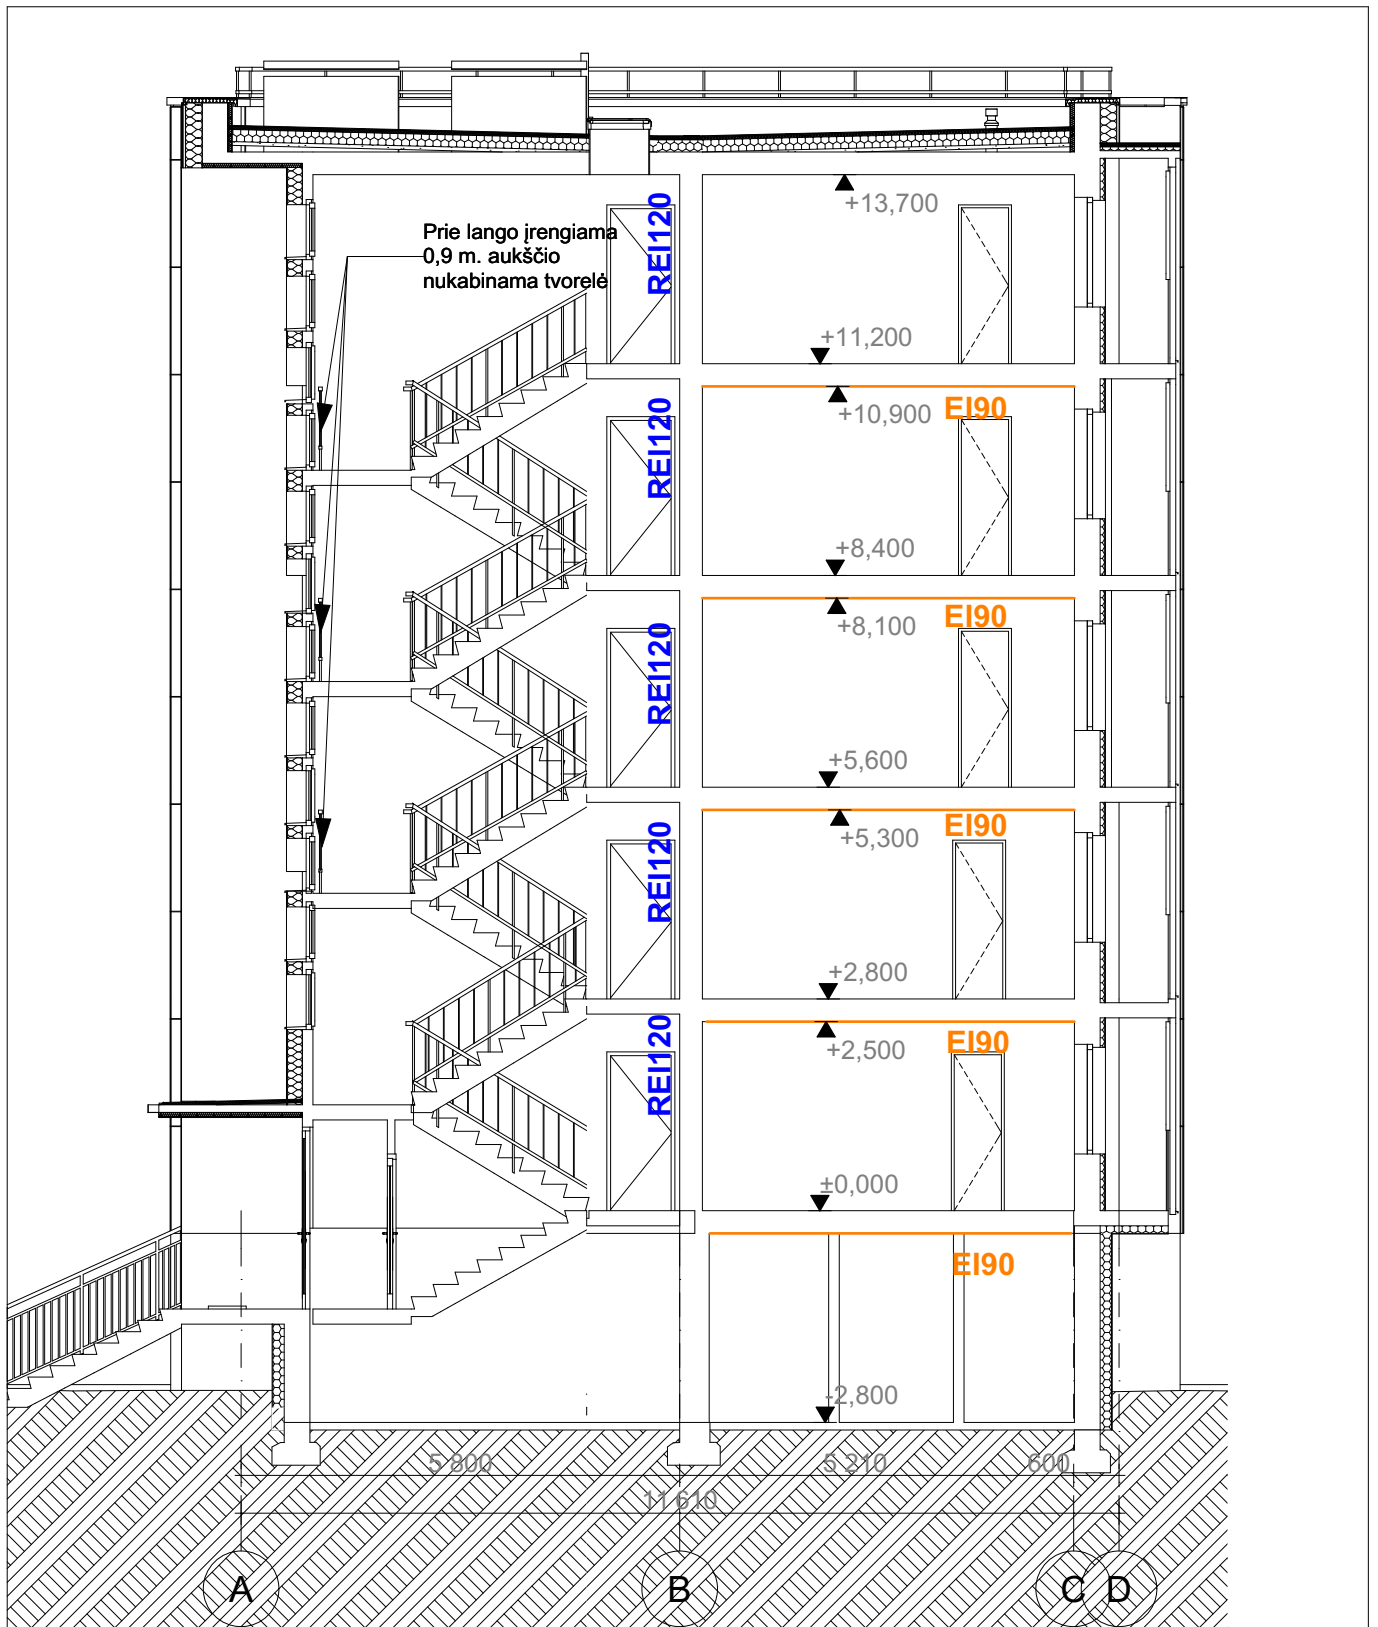 +13,700
REI120
Prie lango įrengiama
0,9 m. aukščio
nukabinama tvorelė
+11,200
EI90
+10,900
REI120
+8,400
EI90
+8,100
REI120
+5,600
EI90
+5,300
REI120
+2,800
EI90
+2,500
REI120
±0,000
EI90
-2,800
5 800
5 210
600
11 610
A
B
C
D